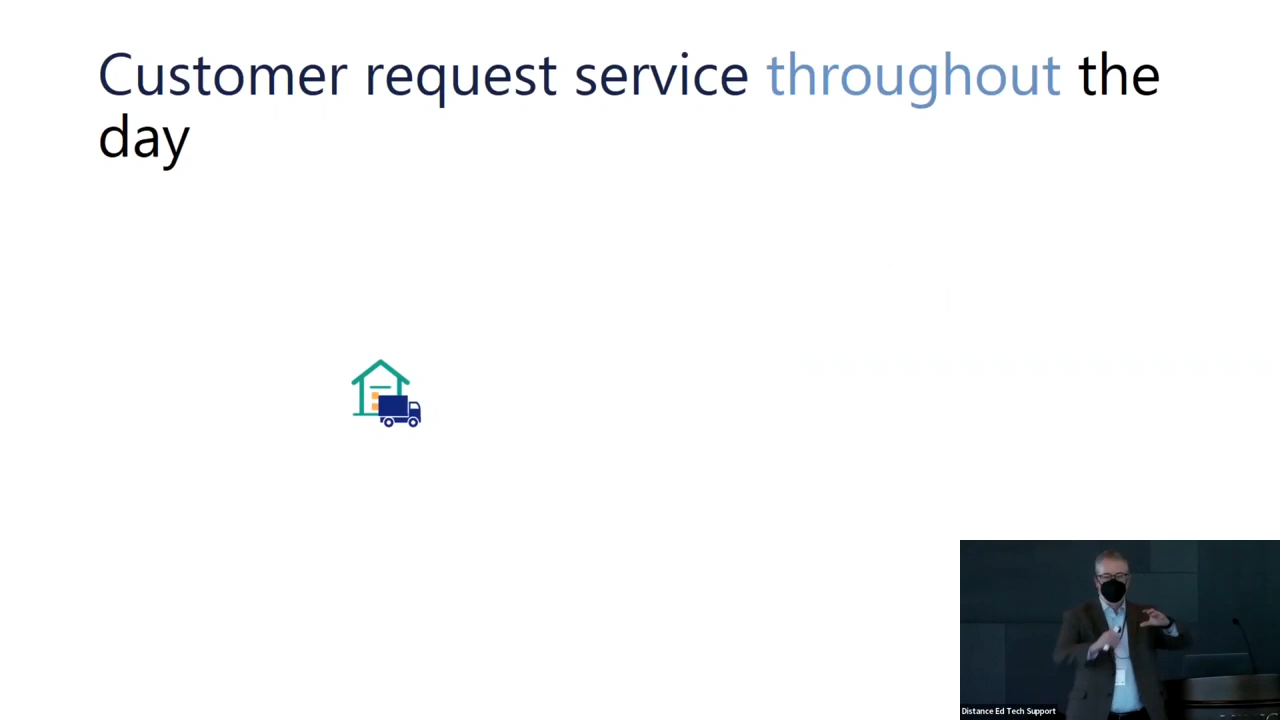 Customer request service throughout the
day
Distance Ed Tech Support